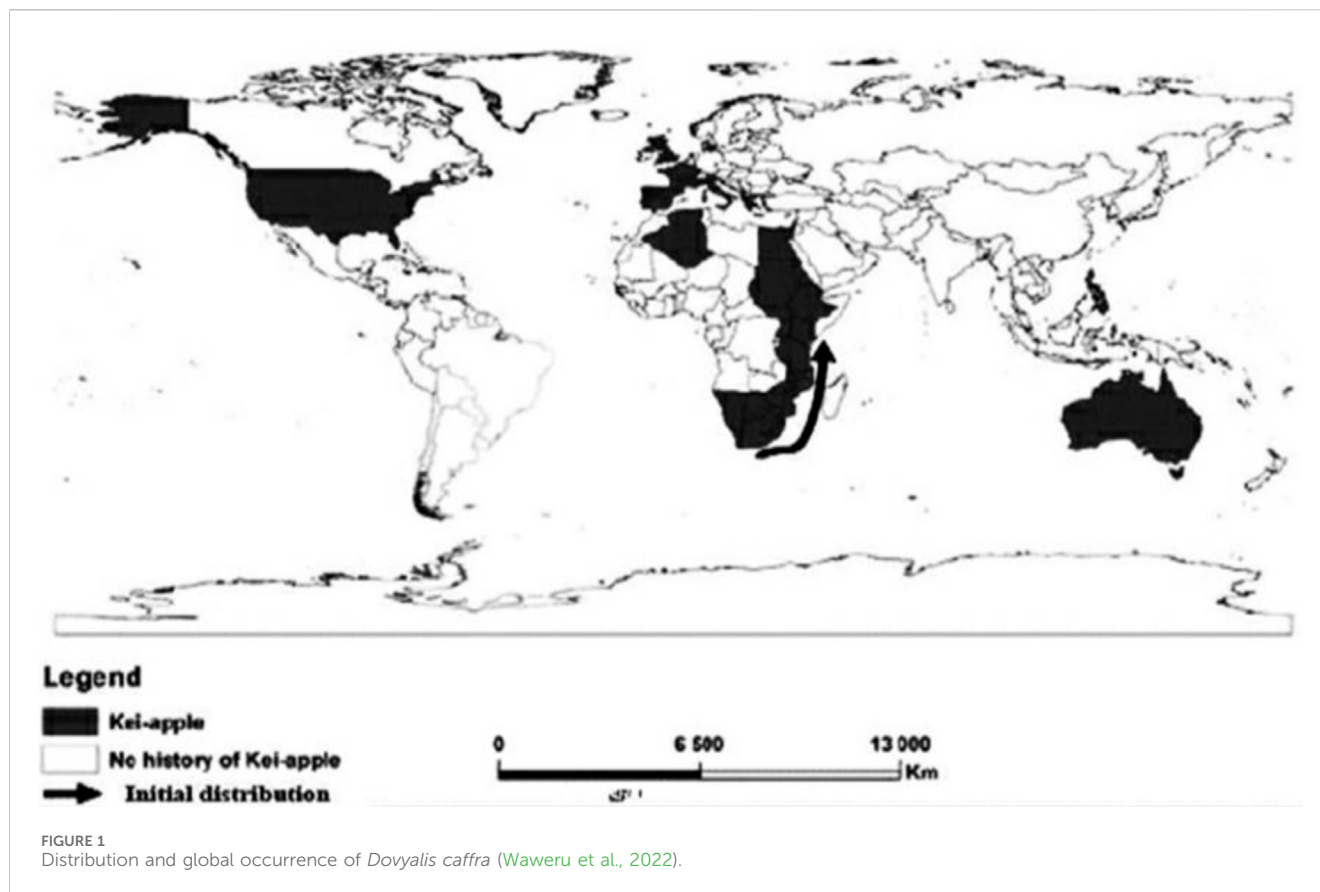 Legend
Kei-apple
No history of Kei-apple
Initial distribution
0 6 500 13 000
Km
FIGURE 1
Distribution and global occurrence of Dovyalis caffra (Waweru et al., 2022).